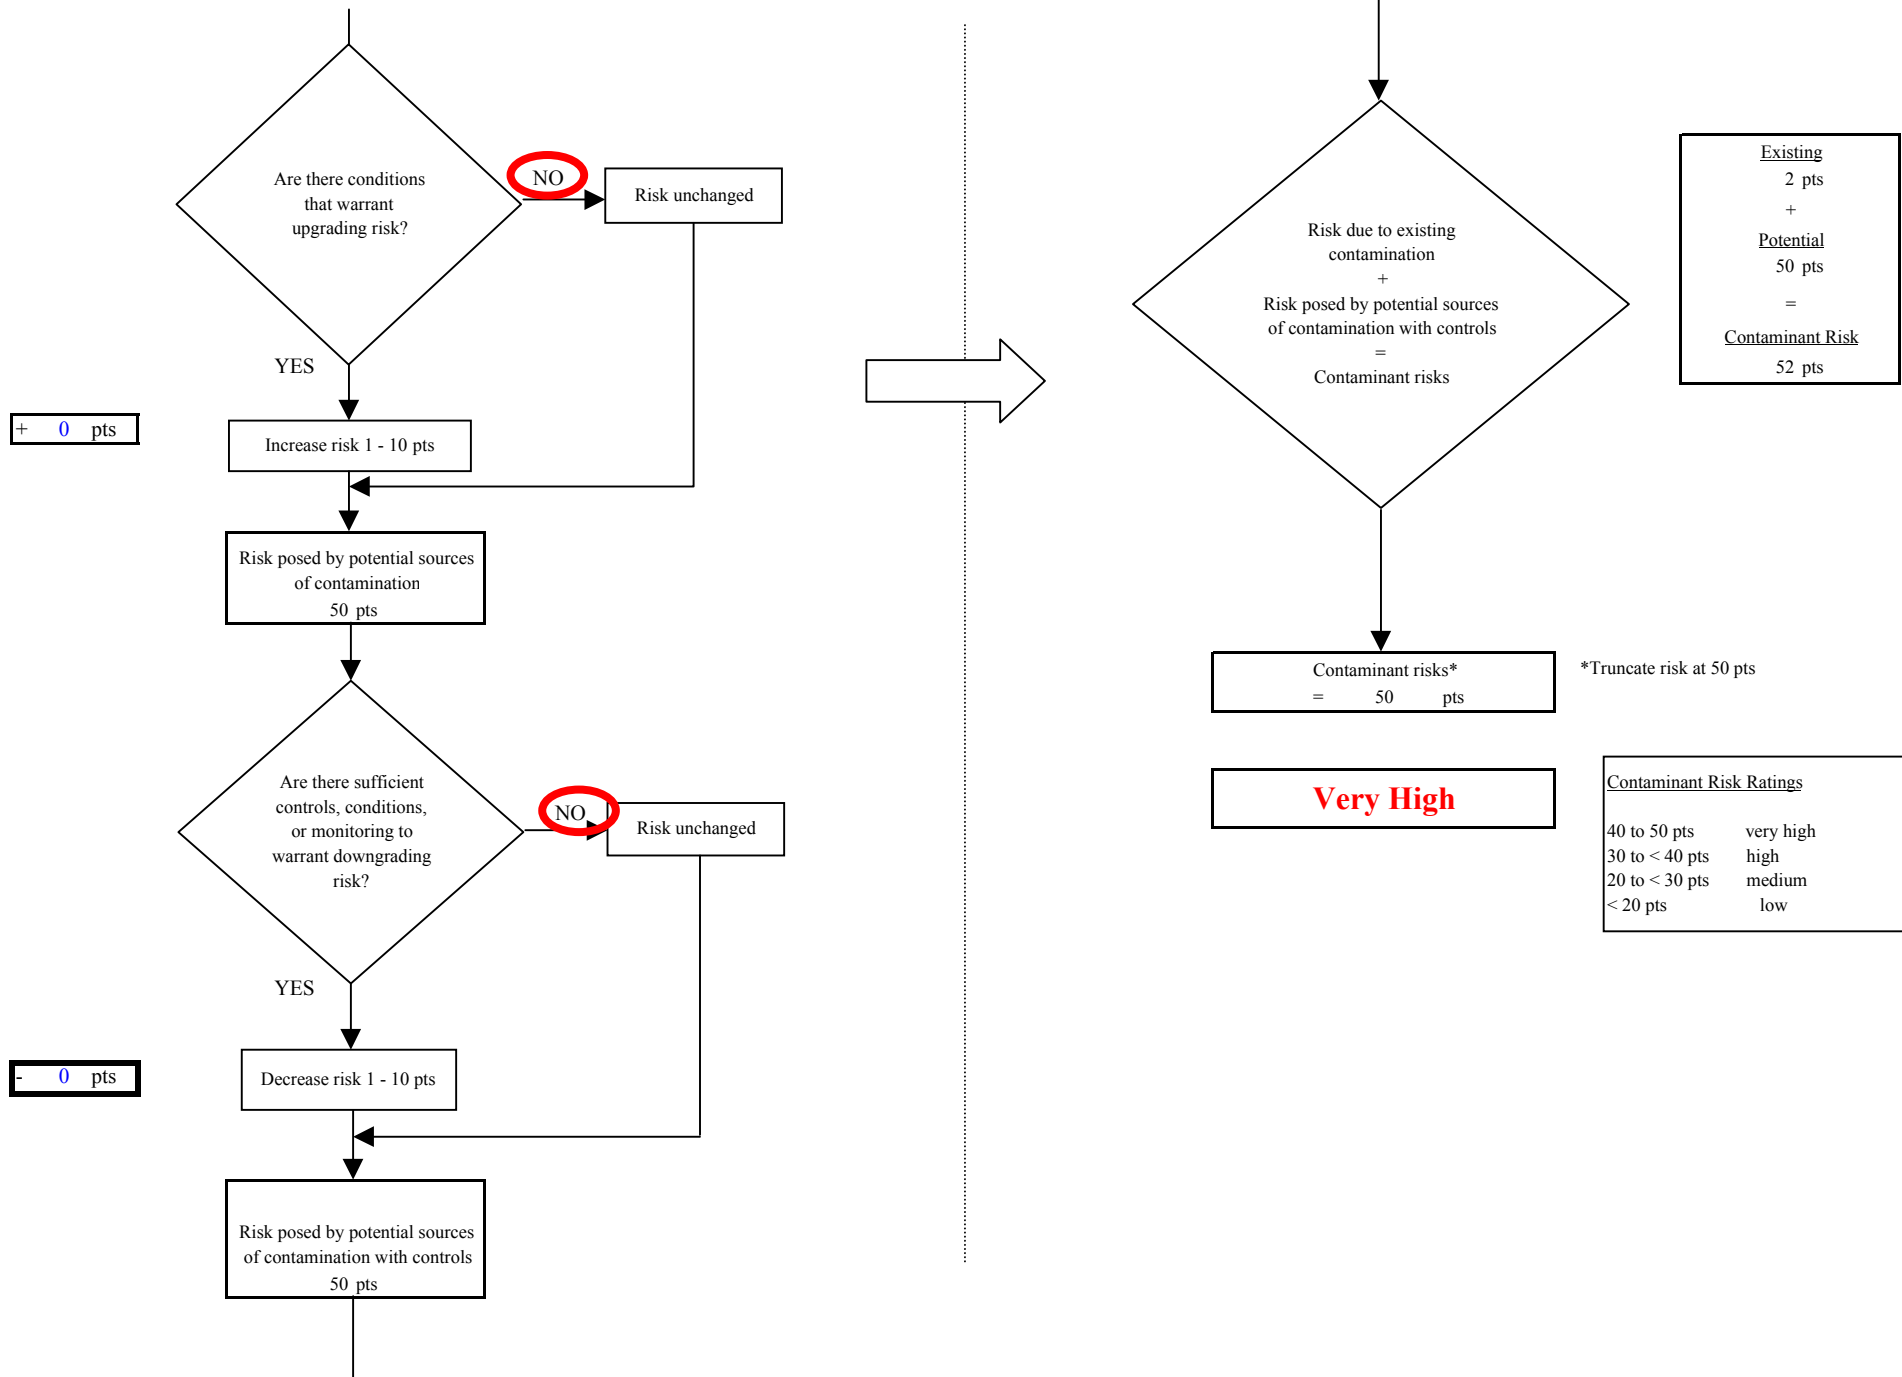 Are there conditions
that warrant
upgrading risk?
NO
Risk unchanged
YES
+ 0 pts
Increase risk 1 - 10 pts
Risk posed by potential sources
of contamination
50 pts
Are there sufficient
controls, conditions,
or monitoring to
warrant downgrading
risk?
NO
Risk unchanged
YES
- 0 pts
Decrease risk 1 - 10 pts
Risk posed by potential sources
of contamination with controls
50 pts
Risk due to existing
contamination
+
Risk posed by potential sources
of contamination with controls
=
Contaminant risks
Existing
2 pts
+
Potential
50 pts
=
Contaminant Risk
52 pts
Contaminant risks*
= 50 pts
*Truncate risk at 50 pts
Very High
Contaminant Risk Ratings
40 to 50 pts very high
30 to < 40 pts high
20 to < 30 pts medium
< 20 pts low